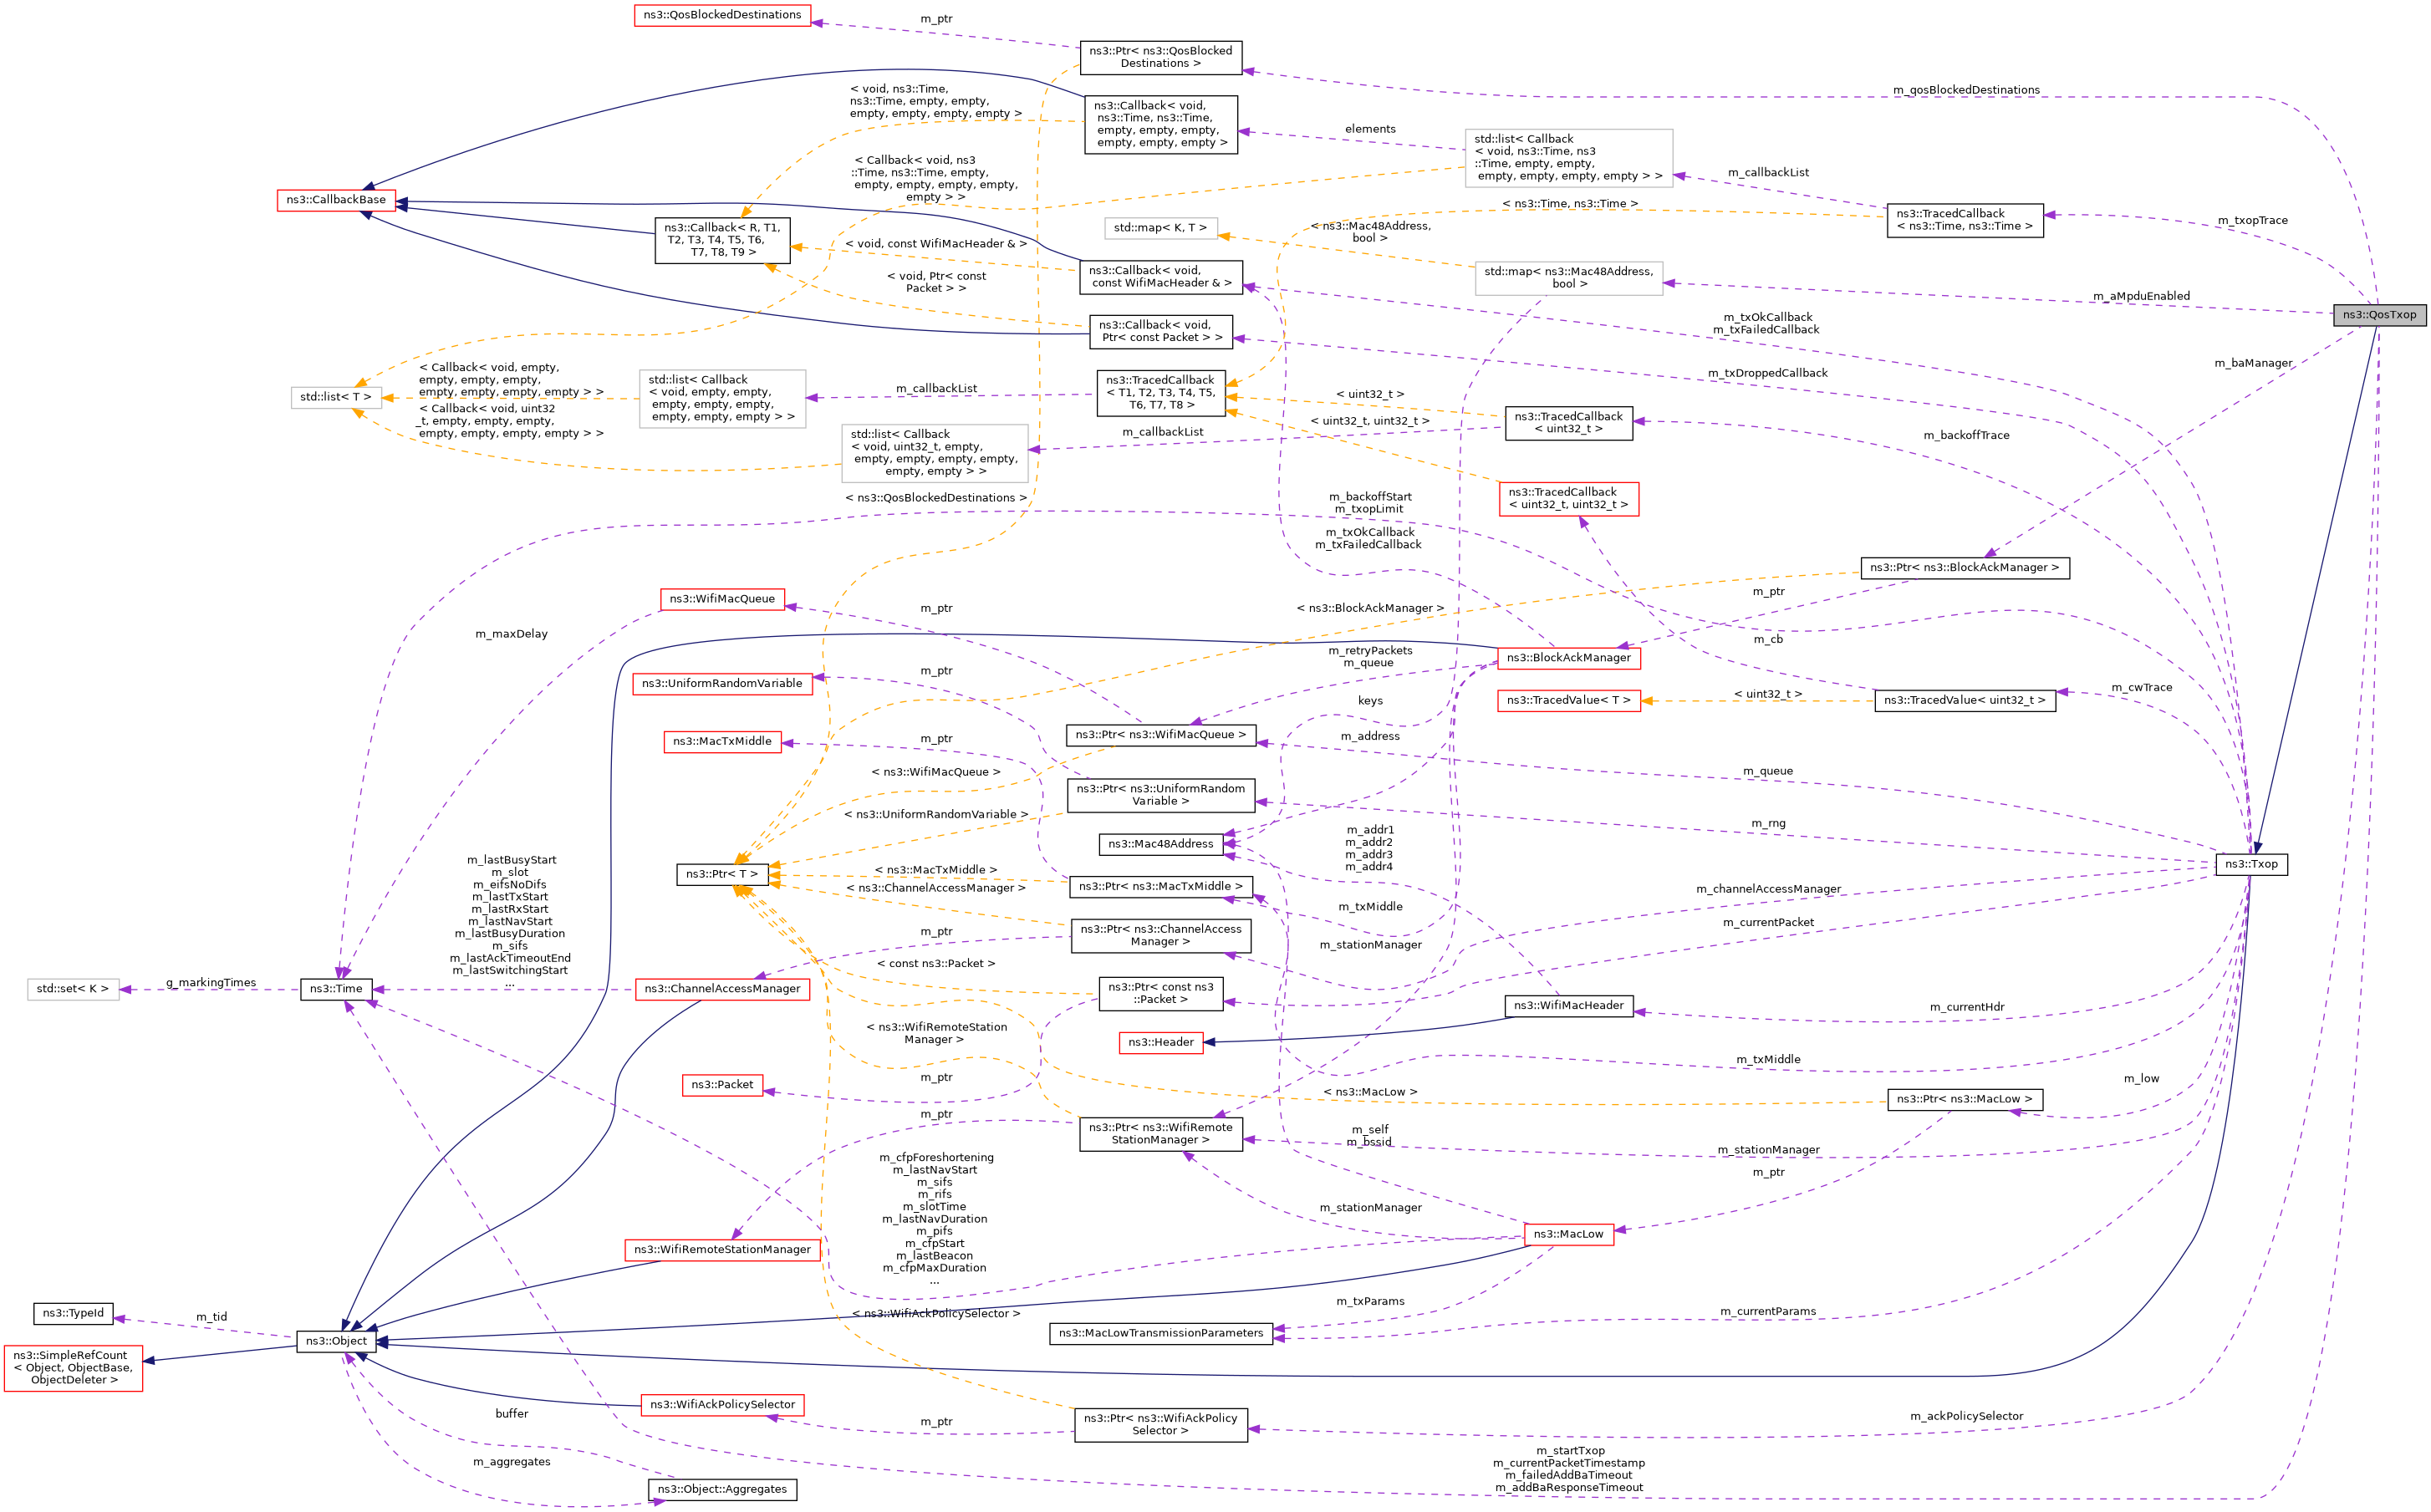 ns3::QosBlockedDestinations
m_ptr
ns3::Ptr< ns3::QosBlocked
Destinations >
m_qosBlockedDestinations
< void, ns3::Time,
ns3::Time, empty, empty,
empty, empty, empty, empty >
ns3::Callback< void,
ns3::Time, ns3::Time,
empty, empty, empty,
empty, empty, empty >
elements
std::list< Callback
< void, ns3::Time, ns3
::Time, empty, empty,
empty, empty, empty, empty > >
m_callbackList
< Callback< void, ns3
::Time, ns3::Time, empty,
empty, empty, empty, empty,
empty > >
ns3::CallbackBase
ns3::Callback< R, T1,
T2, T3, T4, T5, T6,
T7, T8, T9 >
< void, const WifiMacHeader & >
std::map< K, T >
< ns3::Mac48Address,
bool >
< ns3::Time, ns3::Time >
ns3::TracedCallback
< ns3::Time, ns3::Time >
m_txopTrace
< void, Ptr< const
Packet > >
ns3::Callback< void,
const WifiMacHeader & >
std::map< ns3::Mac48Address,
bool >
m_aMpduEnabled
ns3::QosTxop
ns3::Callback< void,
Ptr< const Packet > >
m_txOkCallback
m_txFailedCallback
m_baManager
m_txDroppedCallback
std::list< T >
< Callback< void, empty,
empty, empty, empty,
empty, empty, empty, empty > >
std::list< Callback
< void, empty, empty,
empty, empty, empty,
empty, empty, empty > >
m_callbackList
ns3::TracedCallback
< T1, T2, T3, T4, T5,
T6, T7, T8 >
< uint32_t >
ns3::TracedCallback
< uint32_t >
m_backoffTrace
< Callback< void, uint32
_t, empty, empty, empty,
empty, empty, empty, empty > >
std::list< Callback
< void, uint32_t, empty,
empty, empty, empty, empty,
empty, empty > >
m_callbackList
< uint32_t, uint32_t >
ns3::TracedCallback
< uint32_t, uint32_t >
< ns3::QosBlockedDestinations >
m_backoffStart
m_txopLimit
m_txOkCallback
m_txFailedCallback
ns3::Ptr< ns3::BlockAckManager >
ns3::WifiMacQueue
m_ptr
< ns3::BlockAckManager >
m_ptr
m_maxDelay
m_cb
m_retryPackets
m_queue
ns3::BlockAckManager
ns3::UniformRandomVariable
m_ptr
keys
ns3::TracedValue< T >
< uint32_t >
ns3::TracedValue< uint32_t >
m_cwTrace
ns3::MacTxMiddle
m_ptr
ns3::Ptr< ns3::WifiMacQueue >
m_address
m_queue
< ns3::WifiMacQueue >
ns3::Ptr< ns3::UniformRandom
Variable >
< ns3::UniformRandomVariable >
m_rng
ns3::Mac48Address
m_addr1
m_addr2
m_addr3
m_addr4
ns3::Txop
ns3::Ptr< T >
< ns3::MacTxMiddle >
< ns3::ChannelAccessManager >
ns3::Ptr< ns3::MacTxMiddle >
m_channelAccessManager
m_txMiddle
m_currentPacket
m_lastBusyStart
m_slot
m_eifsNoDifs
m_lastTxStart
m_lastRxStart
m_lastNavStart
m_lastBusyDuration
m_sifs
m_lastAckTimeoutEnd
m_lastSwitchingStart
...
m_ptr
ns3::Ptr< ns3::ChannelAccess
Manager >
m_stationManager
< const ns3::Packet >
std::set< K >
g_markingTimes
ns3::Time
ns3::ChannelAccessManager
ns3::Ptr< const ns3
::Packet >
ns3::WifiMacHeader
m_currentHdr
< ns3::WifiRemoteStation
Manager >
ns3::Header
m_txMiddle
ns3::Packet
m_ptr
< ns3::MacLow >
ns3::Ptr< ns3::MacLow >
m_low
m_ptr
ns3::Ptr< ns3::WifiRemote
StationManager >
m_self
m_bssid
m_stationManager
m_ptr
m_cfpForeshortening
m_lastNavStart
m_sifs
m_rifs
m_slotTime
m_lastNavDuration
m_pifs
m_cfpStart
m_lastBeacon
m_cfpMaxDuration
...
m_stationManager
ns3::MacLow
ns3::WifiRemoteStationManager
m_txParams
m_currentParams
ns3::TypeId
m_tid
ns3::Object
< ns3::WifiAckPolicySelector >
ns3::MacLowTransmissionParameters
ns3::SimpleRefCount
< Object, ObjectBase,
ObjectDeleter >
ns3::WifiAckPolicySelector
buffer
m_ptr
ns3::Ptr< ns3::WifiAckPolicy
Selector >
m_ackPolicySelector
m_aggregates
ns3::Object::Aggregates
m_startTxop
m_currentPacketTimestamp
m_failedAddBaTimeout
m_addBaResponseTimeout